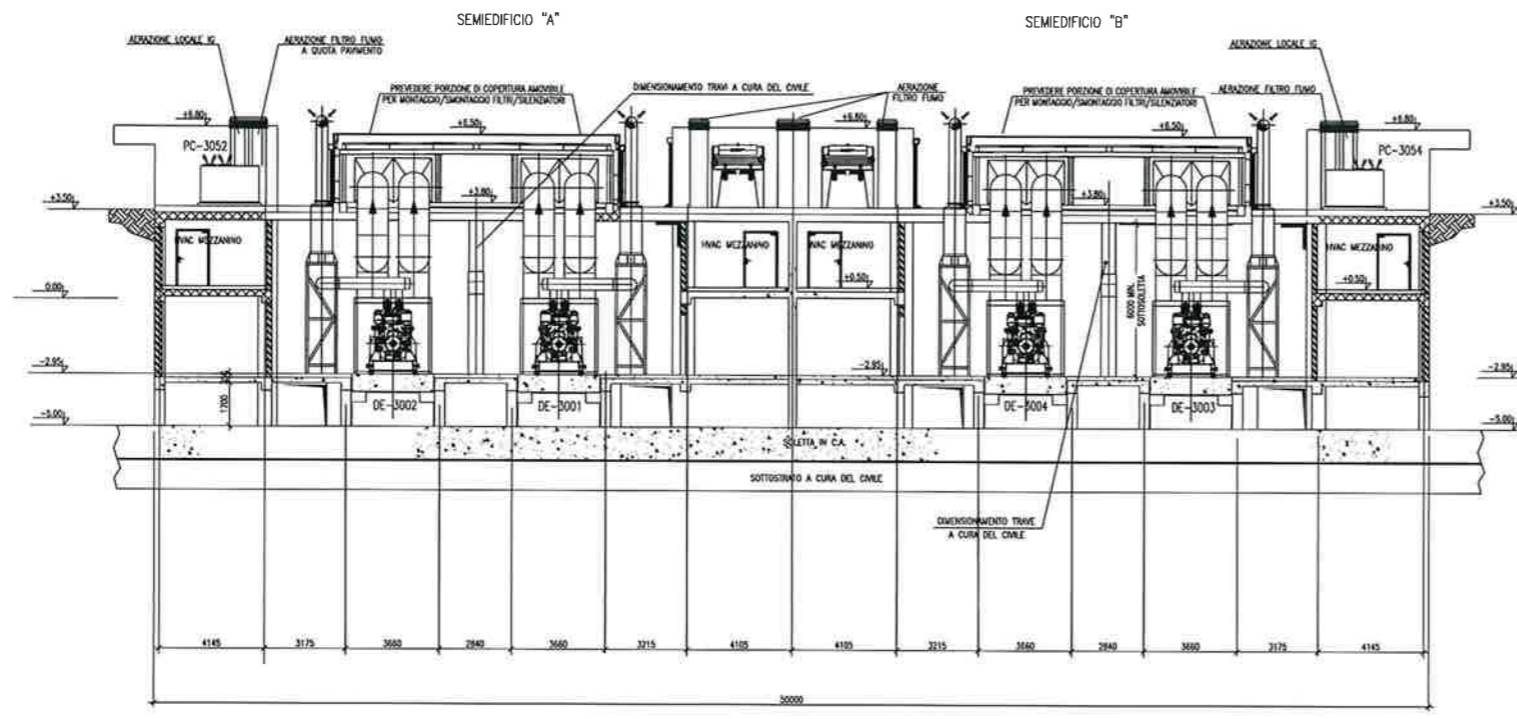 SEMIEDIFICIO "A"
SEMIEDIFICIO "B"
AERAZIONE LOCALE IG
AERAZIONE FILTRO FUMO
A QUOTA PAVIMENTO
PREVEDERE PORZIONE DI COPERTURA AMOVIBILE
PER MONTAGGIO/SMONTAGGIO FILTRI/SILENZIATORI
DIMENSIONAMENTO TRAVI A CURA DEL CIVILE
AERAZIONE
FILTRO FUMO
PREVEDERE PORZIONE DI COPERTURA AMOVIBILE
PER MONTAGGIO/SMONTAGGIO FILTRI/SILENZIATORI
AERAZIONE FILTRO FUMO
AERAZIONE LOCALE IG
+6.80
+6.50
+6.80
+6.50
+6.80
PC-3052
PC-3054
+3.80
+3.80
+3.50
+3.50
HVAC MEZZANINO
HVAC MEZZANINO
HVAC MEZZANINO
+0.50
+0.50
0.00
6000 MIN.
SOTTOSOLETTA
-2.95
-2.95
-2.95
1700
DE-3002
DE-3001
DE-3004
DE-3003
-5.00
-5.00
SOLETTA IN C.A.
SOTTOSTRATO A CURA DEL CIVILE
DIMENSIONAMENTO TRAVE
A CURA DEL CIVILE
4145 3175 3660 2840 3660 3215 4105 4105 3215 3660 2840 3660 3175 4145
50000